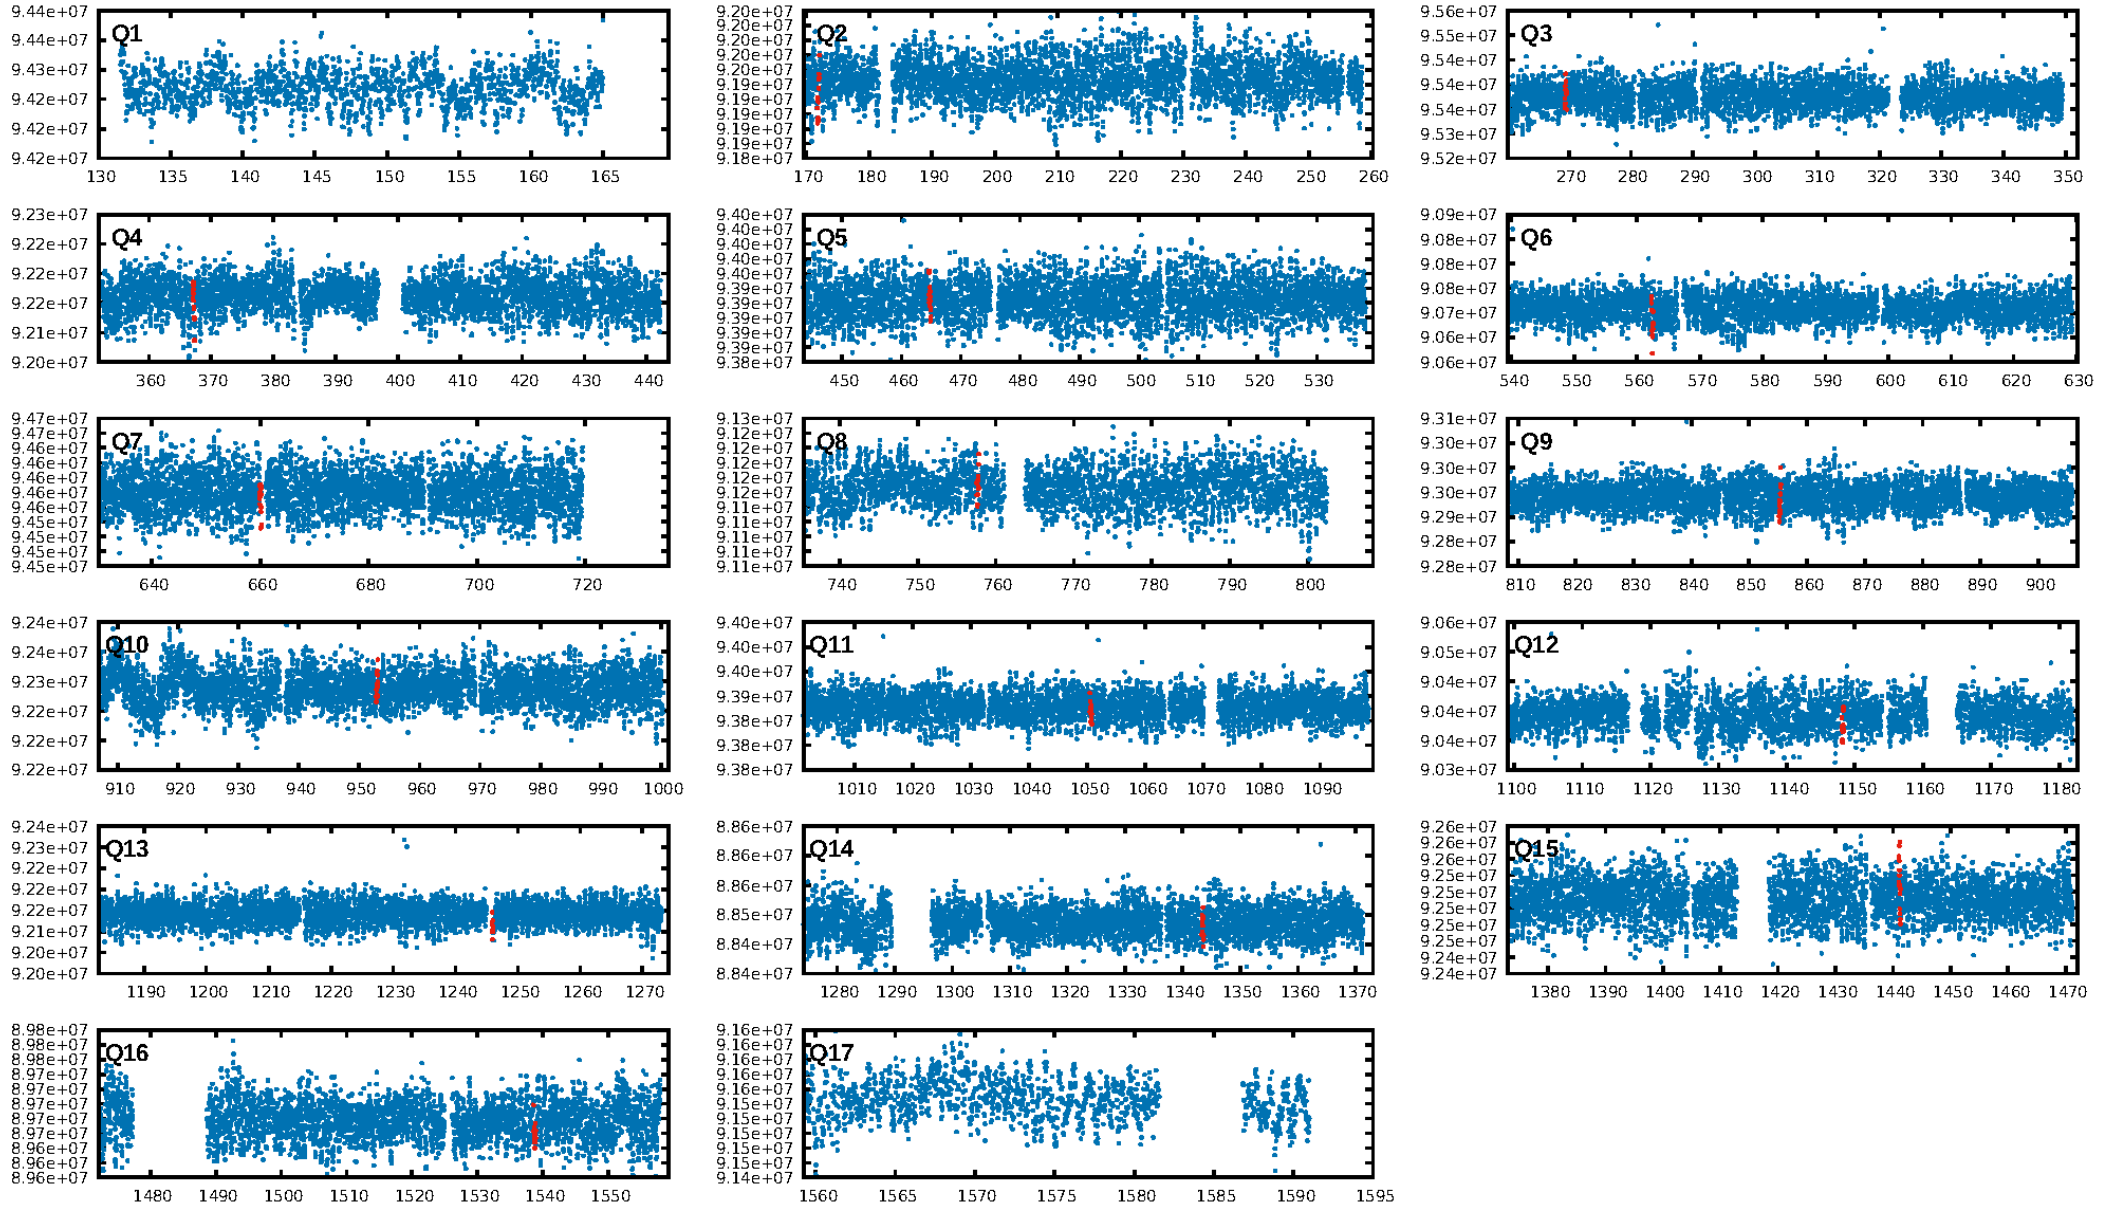 Q1
9.44e+07
9.44e+07
9.43e+07
9.42e+07
9.42e+07
9.42e+07
130 135 140 145 150 155 160 165
Q2
9.20e+07
9.20e+07
9.20e+07
9.20e+07
9.19e+07
9.19e+07
9.19e+07
9.19e+07
9.19e+07
9.18e+07
170 180 190 200 210 220 230 240 250 260
Q3
9.56e+07
9.55e+07
9.54e+07
9.54e+07
9.54e+07
9.53e+07
9.52e+07
270 280 290 300 310 320 330 340 350
Q4
9.23e+07
9.22e+07
9.22e+07
9.22e+07
9.21e+07
9.20e+07
360 370 380 390 400 410 420 430 440
Q5
9.40e+07
9.40e+07
9.40e+07
9.40e+07
9.40e+07
9.39e+07
9.39e+07
9.39e+07
9.39e+07
9.39e+07
9.38e+07
450 460 470 480 490 500 510 520 530
Q6
9.09e+07
9.08e+07
9.08e+07
9.08e+07
9.07e+07
9.06e+07
9.06e+07
540 550 560 570 580 590 600 610 620 630
Q7
9.47e+07
9.47e+07
9.46e+07
9.46e+07
9.46e+07
9.46e+07
9.46e+07
9.45e+07
9.45e+07
9.45e+07
9.45e+07
640 660 680 700 720
Q8
9.13e+07
9.12e+07
9.12e+07
9.12e+07
9.12e+07
9.12e+07
9.11e+07
9.11e+07
9.11e+07
9.11e+07
9.11e+07
740 750 760 770 780 790 800
Q9
9.31e+07
9.30e+07
9.30e+07
9.30e+07
9.29e+07
9.28e+07
9.28e+07
810 820 830 840 850 860 870 880 890 900
Q10
9.24e+07
9.24e+07
9.23e+07
9.22e+07
9.22e+07
9.22e+07
910 920 930 940 950 960 970 980 990 1000
Q11
9.40e+07
9.40e+07
9.40e+07
9.39e+07
9.38e+07
9.38e+07
9.38e+07
1010 1020 1030 1040 1050 1060 1070 1080 1090
Q12
9.06e+07
9.05e+07
9.04e+07
9.04e+07
9.04e+07
9.03e+07
1100 1110 1120 1130 1140 1150 1160 1170 1180
Q13
9.24e+07
9.23e+07
9.22e+07
9.22e+07
9.22e+07
9.21e+07
9.20e+07
9.20e+07
1190 1200 1210 1220 1230 1240 1250 1260 1270
Q14
8.86e+07
8.86e+07
8.86e+07
8.85e+07
8.84e+07
8.84e+07
1280 1290 1300 1310 1320 1330 1340 1350 1360 1370
Q15
9.26e+07
9.26e+07
9.26e+07
9.25e+07
9.25e+07
9.25e+07
9.25e+07
9.25e+07
9.24e+07
9.24e+07
1380 1390 1400 1410 1420 1430 1440 1450 1460 1470
Q16
8.98e+07
8.98e+07
8.98e+07
8.97e+07
8.97e+07
8.97e+07
8.97e+07
8.97e+07
8.96e+07
8.96e+07
8.96e+07
1480 1490 1500 1510 1520 1530 1540 1550
Q17
9.16e+07
9.16e+07
9.16e+07
9.16e+07
9.16e+07
9.15e+07
9.15e+07
9.15e+07
9.15e+07
9.15e+07
9.14e+07
1560 1565 1570 1575 1580 1585 1590 1595